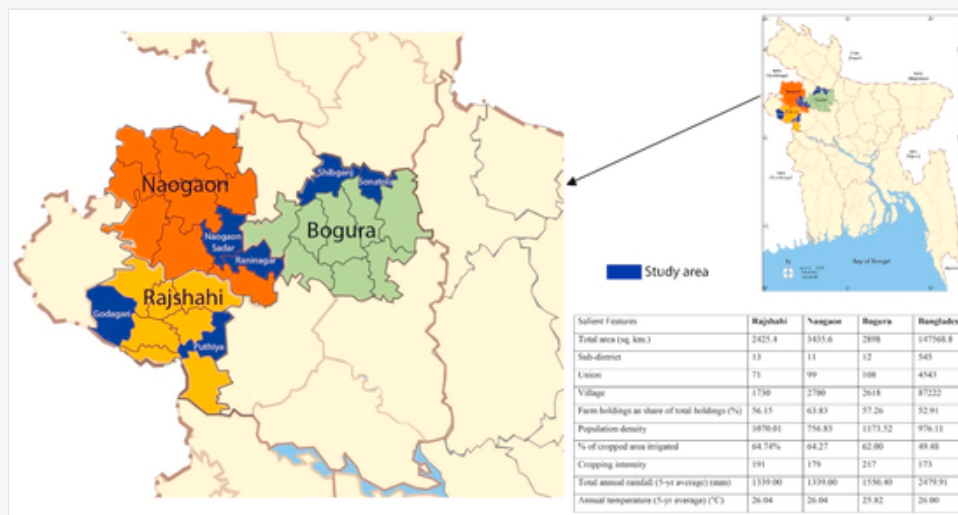 Naogaon
Shibganj
Sonatola
Naogaon
Sadar
Bogura
Raninagar
Rajshahi
Godagari
Puthiya
Study area
Bay of Bengal
N
Salient Features Rajshahi Naogaon Bogura Banglades
Total area (sq. km.) 2425.4 3435.6 2898 147568.8
Sub-district 13 11 12 545
Union 71 99 108 4543
Village 1730 2780 2618 87222
Farm holdings as share of total holdings (%) 56.15 63.83 57.26 52.91
Population density 1070.01 756.83 1173.52 976.11
% of cropped area irrigated 64.74% 64.27 62.00 49.48
Cropping intensity 191 179 217 173
Total annual rainfall (5-yr average) (mm) 1339.00 1339.00 1550.40 2479.91
Annual temperature (5-yr average) (°C) 26.04 26.04 25.82 26.00